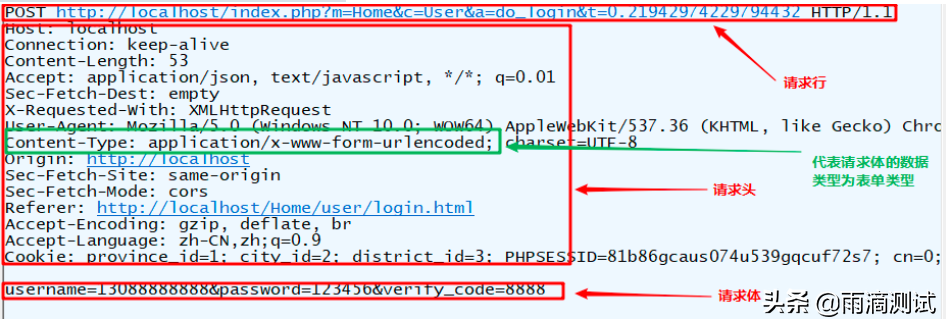 POST http://localhost/index.php?m=Home&c=User&a=do_login&t=0.219429/4229/94432 HTTP/1.1
请求行
Host: localhost
Connection: keep-alive
Content-Length: 53
Accept: application/json, text/javascript, */*; q=0.01
Sec-Fetch-Dest: empty
X-Requested-With: XMLHttpRequest
User-Agent: Mozilla/5.0 (Windows NT 10.0; WOW64) AppleWebKit/537.36 (KHTML, like Gecko) Chro
Content-Type: application/x-www-form-urlencoded; charset=UTF-8
代表请求体的数据
类型为表单类型
Origin: http://localhost
Sec-Fetch-Site: same-origin
Sec-Fetch-Mode: cors
请求头
Referer: http://localhost/Home/user/login.html
Accept-Encoding: gzip, deflate, br
Accept-Language: zh-CN,zh;q=0.9
Cookie: province_id=1; city_id=2; district_id=3; PHPSESSID=81b86gcaus074u539gqcuf72s7; cn=0;
username=13088888888&password=123456&verify_code=8888
请求体
头条 @雨滴测试